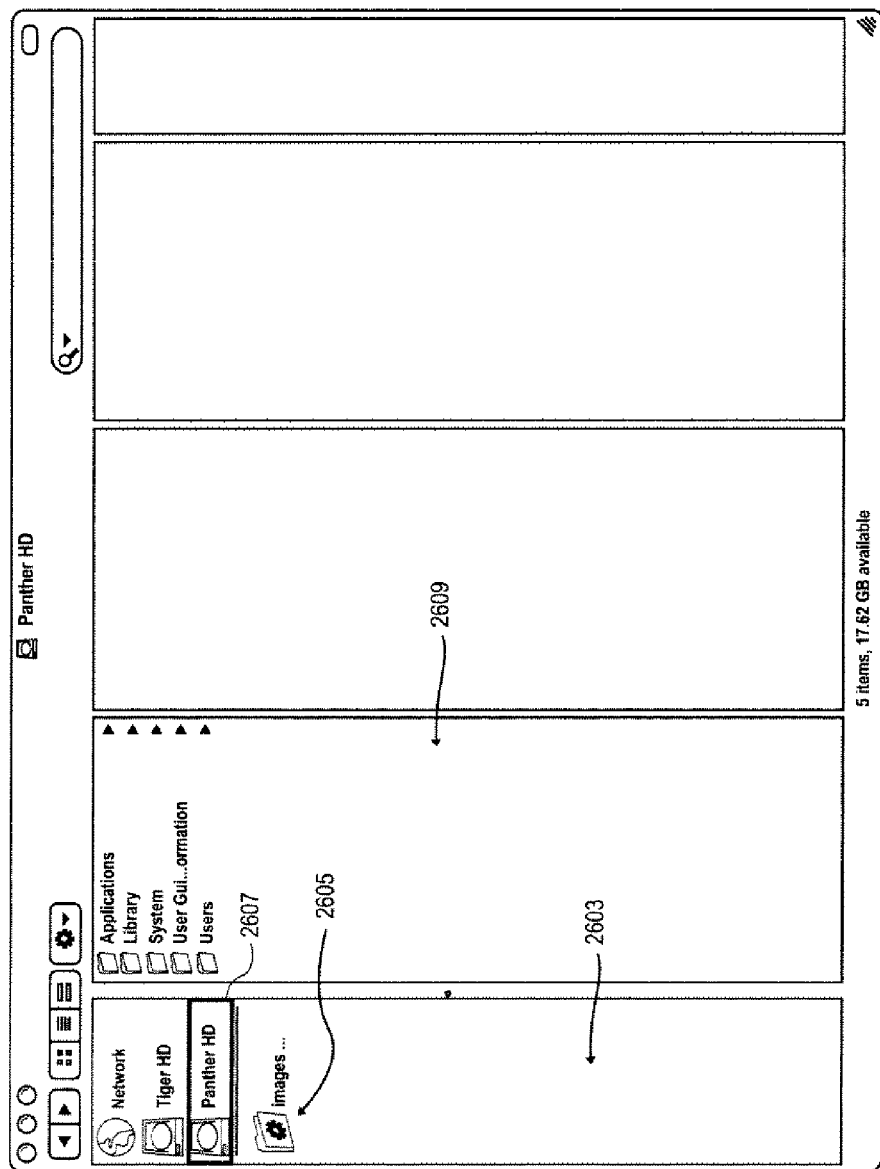 Panther HD
Network
Tiger HD
Panther HD
images ...
Applications
Library
System
User Gui...ormation
Users
2607
2605
2603
2609
5 items, 17.62 GB available